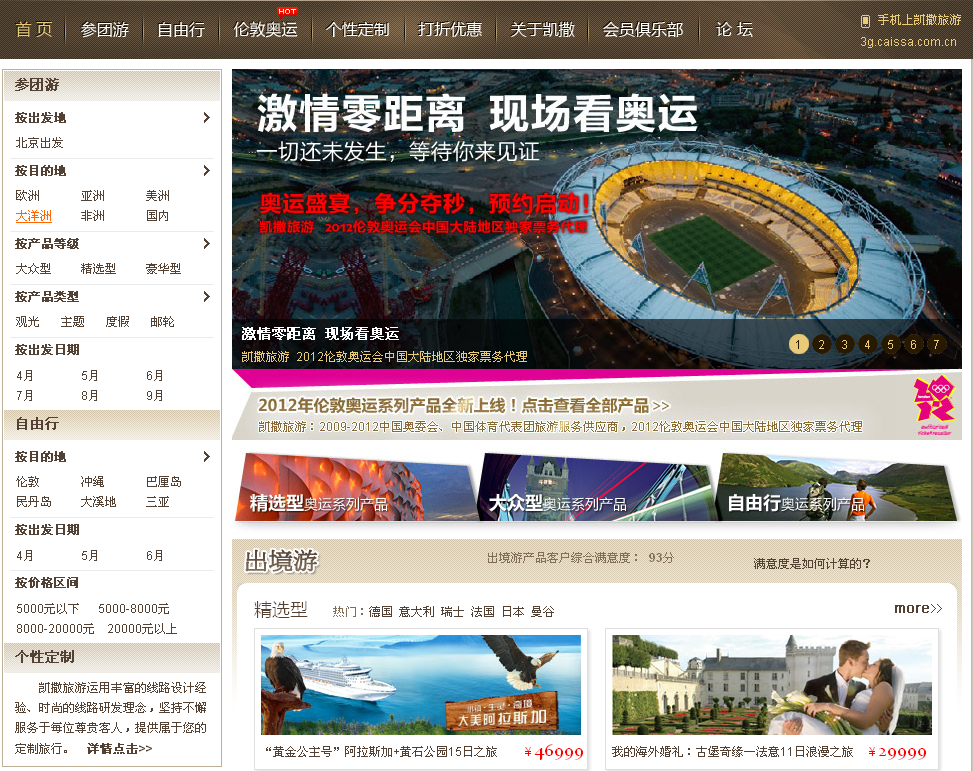 首 页 参团游 自由行 伦敦奥运 HOT 个性定制 打折优惠 关于凯撒 会员俱乐部 论 坛
手机上凯撒旅游
3g.caissa.com.cn
参团游
按出发地
北京出发
按目的地
欧洲 亚洲 美洲
大洋洲 非洲 国内
按产品等级
大众型 精选型 豪华型
按产品类型
观光 主题 度假 邮轮
按出发日期
4月 5月 6月
7月 8月 9月
自由行
按目的地
伦敦 冲绳 巴厘岛
民丹岛 大溪地 三亚
按出发日期
4月 5月 6月
按价格区间
5000元以下 5000-8000元
8000-20000元 20000元以上
个性定制
凯撒旅游运用丰富的线路设计经
验、时尚的线路研发理念，坚持不懈
服务于每位尊贵客人，提供属于您的
定制旅行。 详情点击>>
激情零距离 现场看奥运
一切还未发生，等待你来见证
奥运盛宴，争分夺秒，预约启动！
凯撒旅游 2012伦敦奥运会中国大陆地区独家票务代理
激情零距离 现场看奥运
凯撒旅游 2012伦敦奥运会中国大陆地区独家票务代理
1 2 3 4 5 6 7
2012年伦敦奥运系列产品全新上线！点击查看全部产品>>
凯撒旅游：2009-2012中国奥委会、中国体育代表团旅游服务供应商，2012伦敦奥运会中国大陆地区独家票务代理
精选型奥运系列产品 大众型奥运系列产品 自由行奥运系列产品
出境游 出境游产品客户综合满意度： 93分 满意度是如何计算的？
精选型 热门：德国 意大利 瑞士 法国 日本 曼谷 more>>
大美阿拉斯加
“黄金公主号”阿拉斯加+黄石公园15日之旅 ¥46999
我的海外婚礼：古堡奇缘一法意11日浪漫之旅 ¥29999